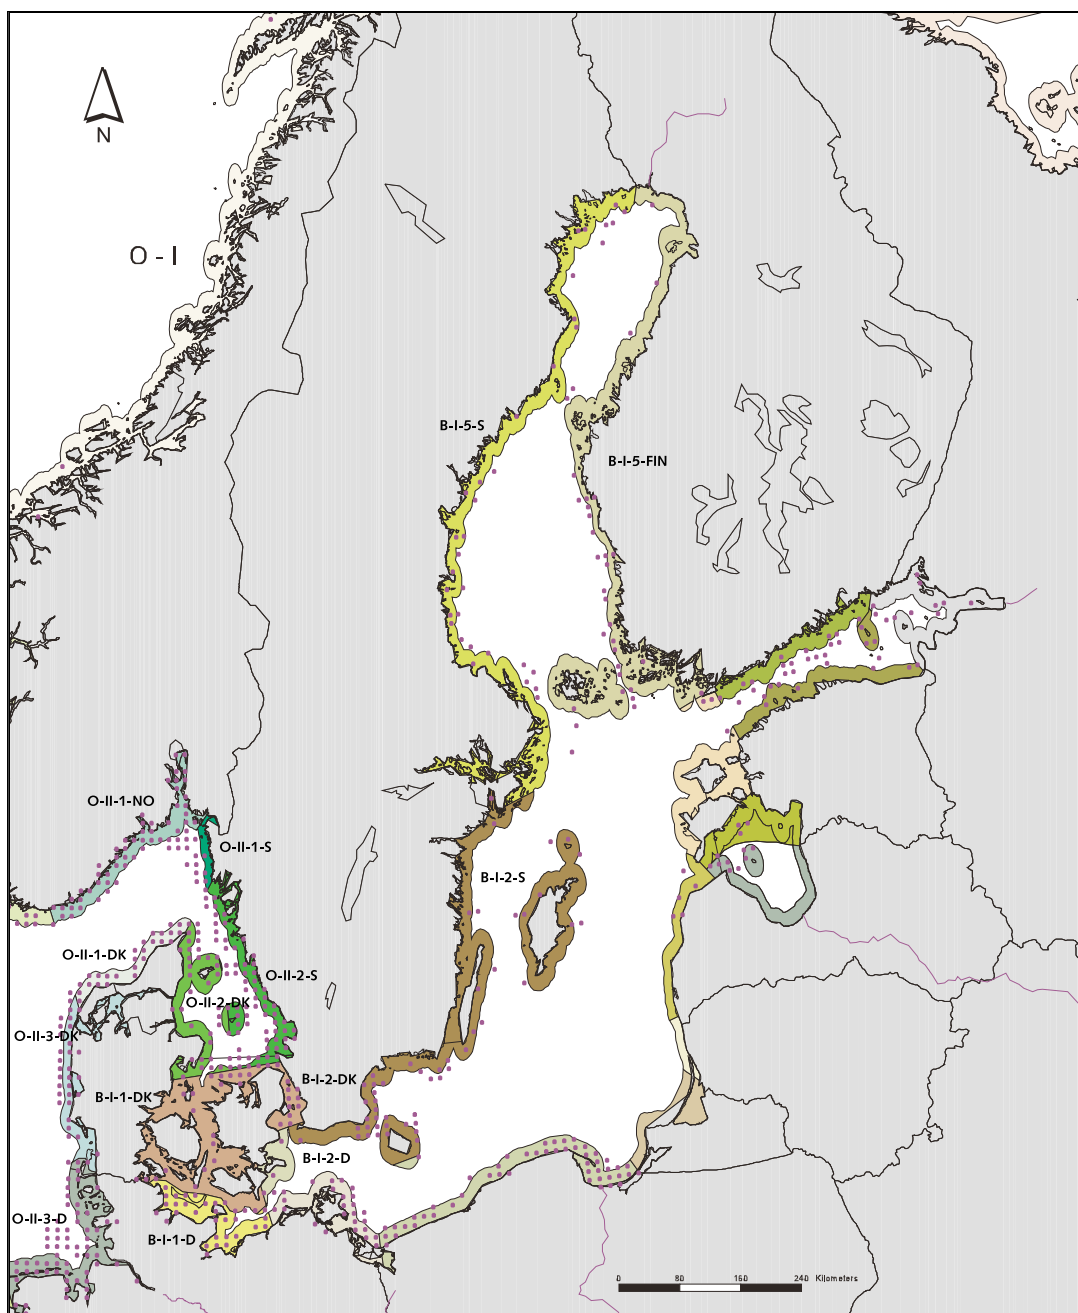 N
O - I
B-I-5-S
B-I-5-FIN
O-II-1-NO
O-II-1-S
B-I-2-S
O-II-1-DK
O-II-2-S
O-II-2-DK
O-II-3-DK
B-I-2-DK
B-I-1-DK
B-I-2-D
O-II-3-D
B-I-1-D
0 80 160 240 Kilometers